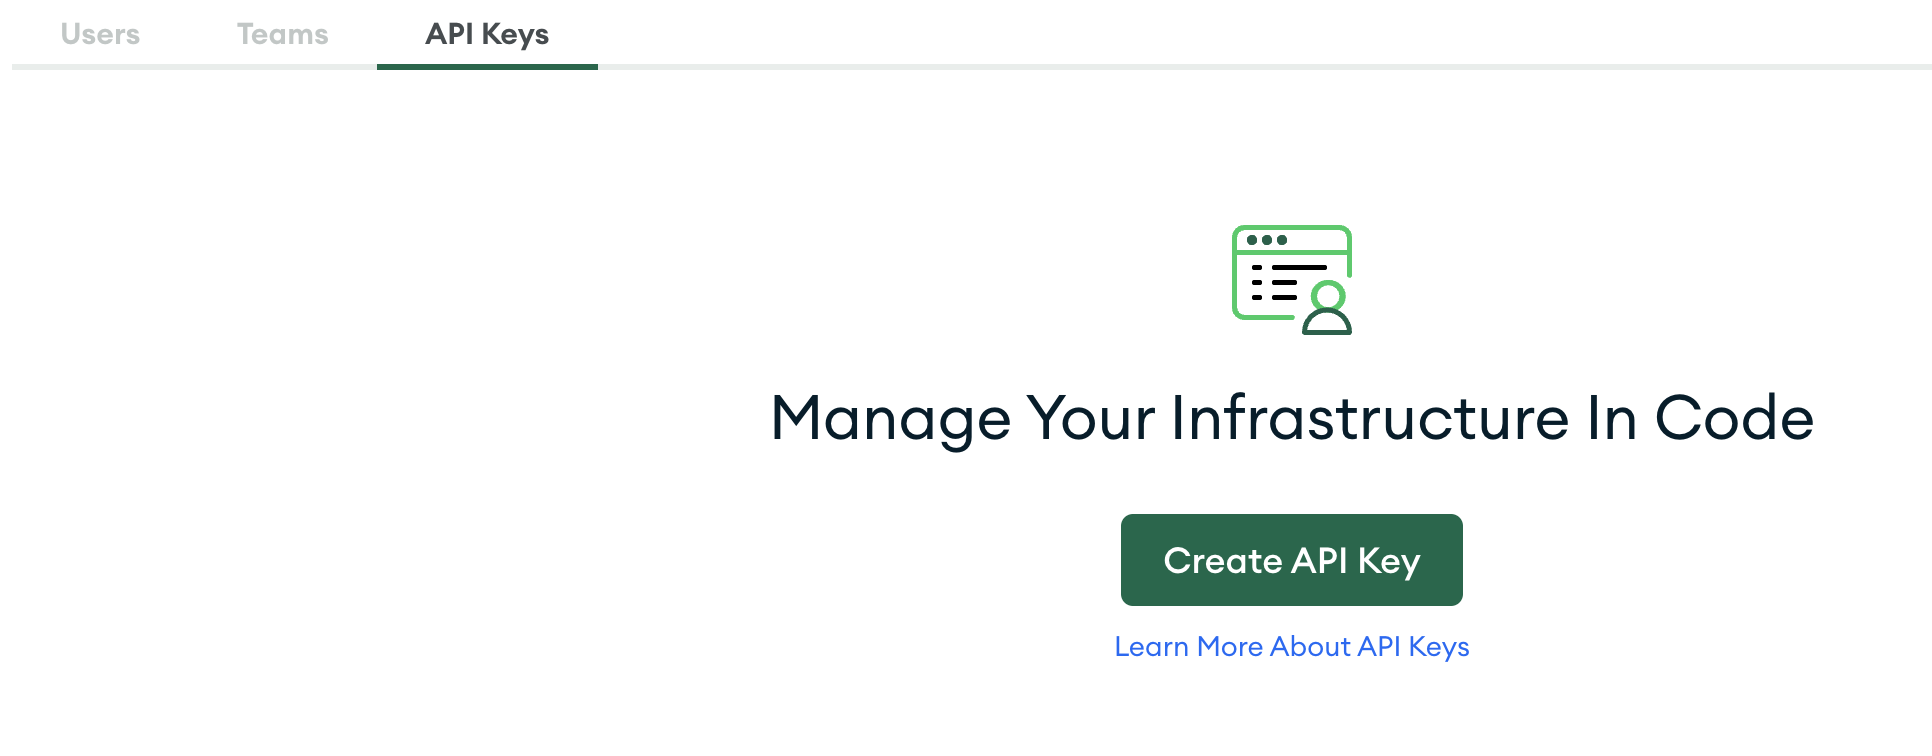 Users Teams API Keys
Manage Your Infrastructure In Code
Create API Key
Learn More About API Keys